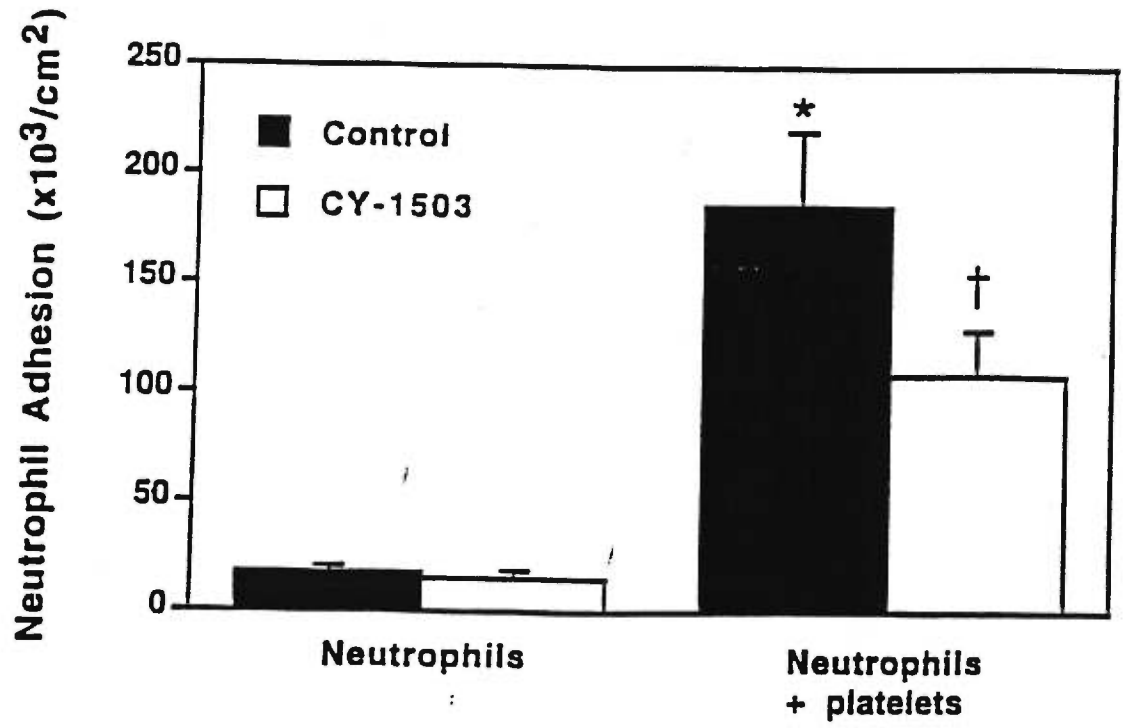 Neutrophil Adhesion (x10³/cm²)
250
200
150
100
50
0
Control
CY-1503
*
†
Neutrophils
Neutrophils
+ platelets